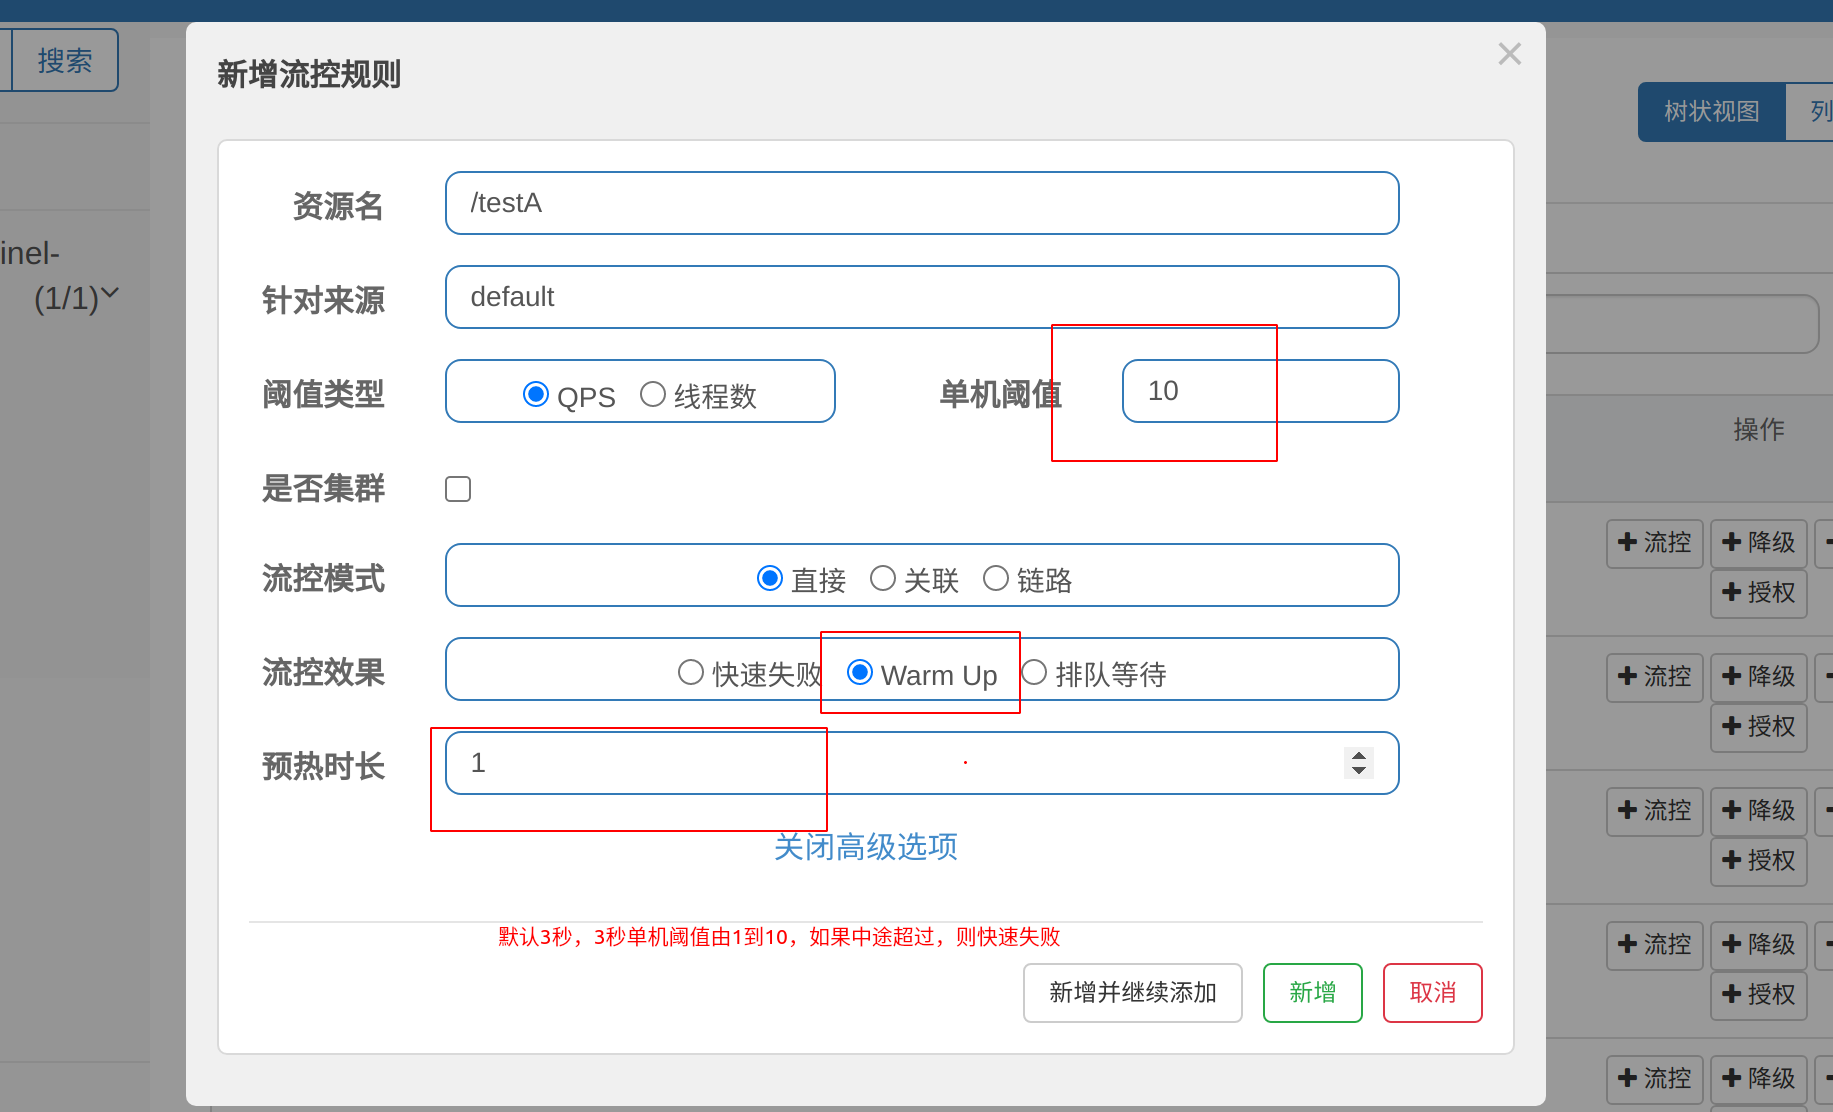 搜索
新增流控规则
树状视图
列
资源名 /testA
inel-
(1/1)
针对来源 default
阈值类型 QPS 线程数 单机阈值 10
操作
是否集群
流控模式 直接 关联 链路
流控 降级
授权
流控效果 快速失败 Warm Up 排队等待
流控 降级
授权
预热时长 1
流控 降级
授权
关闭高级选项
默认3秒，3秒单机阈值由1到10，如果中途超过，则快速失败
流控 降级
授权
新增并继续添加 新增 取消
流控 降级